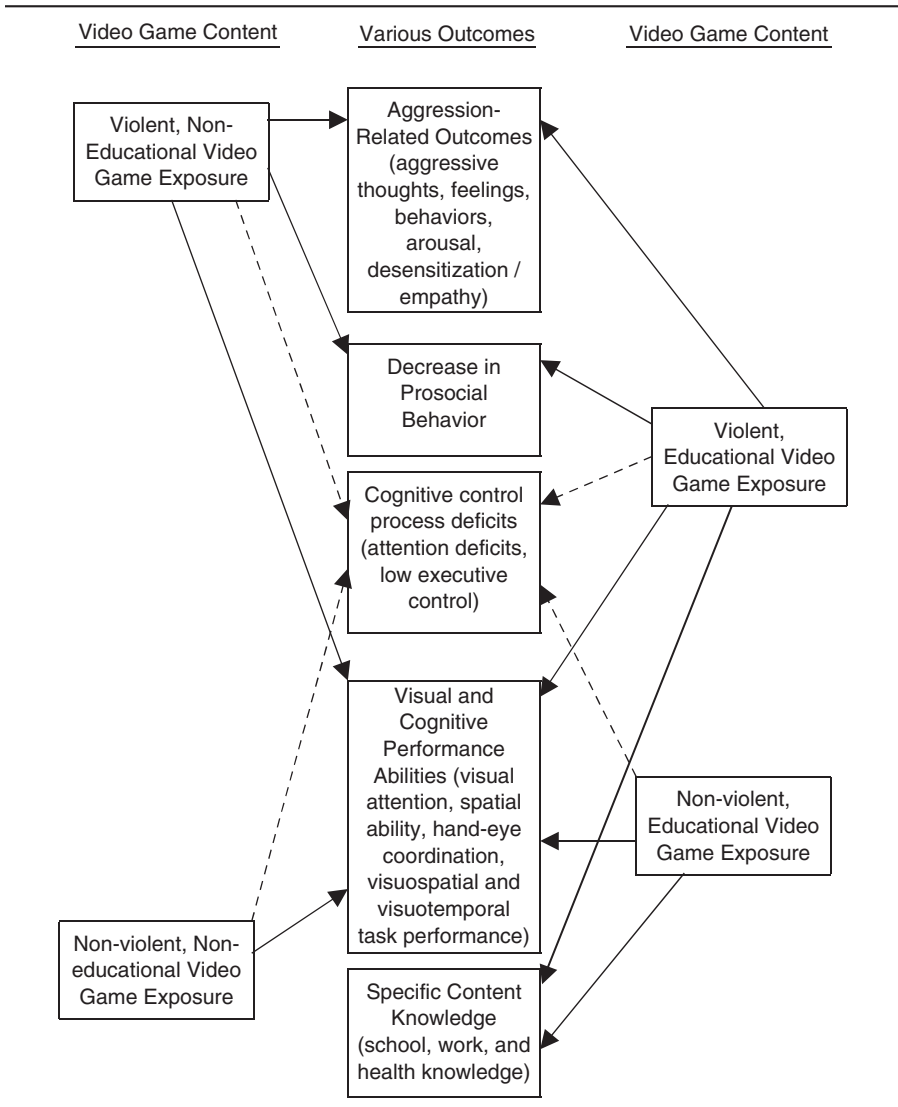 Video Game Content
Various Outcomes
Video Game Content
Violent, Non-
Educational Video
Game Exposure
Aggression-
Related Outcomes
(aggressive
thoughts, feelings,
behaviors,
arousal,
desensitization /
empathy)
Decrease in
Prosocial
Behavior
Violent,
Educational Video
Game Exposure
Cognitive control
process deficits
(attention deficits,
low executive
control)
Visual and
Cognitive
Performance
Abilities (visual
attention, spatial
ability, hand-eye
coordination,
visuospatial and
visuotemporal
task performance)
Non-violent,
Educational Video
Game Exposure
Non-violent, Non-
educational Video
Game Exposure
Specific Content
Knowledge
(school, work, and
health knowledge)